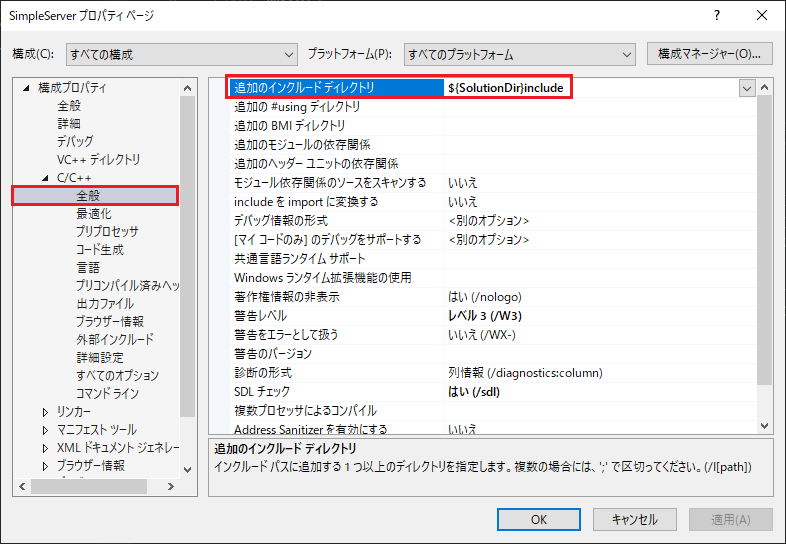 SimpleServer プロパティ ページ
? ×
構成(C): すべての構成 プラットフォーム(P): すべてのプラットフォーム 構成マネージャー(O)...
構成プロパティ
全般
詳細
デバッグ
VC++ ディレクトリ
C/C++
全般
最適化
プリプロセッサ
コード生成
言語
プリコンパイル済みヘッ
出力ファイル
ブラウザー情報
外部インクルード
詳細設定
すべてのオプション
コマンド ライン
リンカー
マニフェスト ツール
XML ドキュメント ジェネレー
ブラウザー情報
追加のインクルード ディレクトリ ${SolutionDir}include
追加の #using ディレクトリ
追加の BMI ディレクトリ
追加のモジュールの依存関係
追加のヘッダー ユニットの依存関係
モジュール依存関係のソースをスキャンする いいえ
include を import に変換する いいえ
デバッグ情報の形式 <別のオプション>
[マイ コードのみ] のデバッグをサポートする <別のオプション>
共通言語ランタイム サポート
Windows ランタイム拡張機能の使用
著作権情報の非表示 はい (/nologo)
警告レベル レベル 3 (/W3)
警告をエラーとして扱う いいえ (/WX-)
警告のバージョン
診断の形式 列情報 (/diagnostics:column)
SDL チェック はい (/sdl)
複数プロセッサによるコンパイル
Address Sanitizer を有効にする いいえ
追加のインクルード ディレクトリ
インクルード パスに追加する 1 つ以上のディレクトリを指定します。複数の場合には、';' で区切ってください。(/I[path])
OK キャンセル 適用(A)